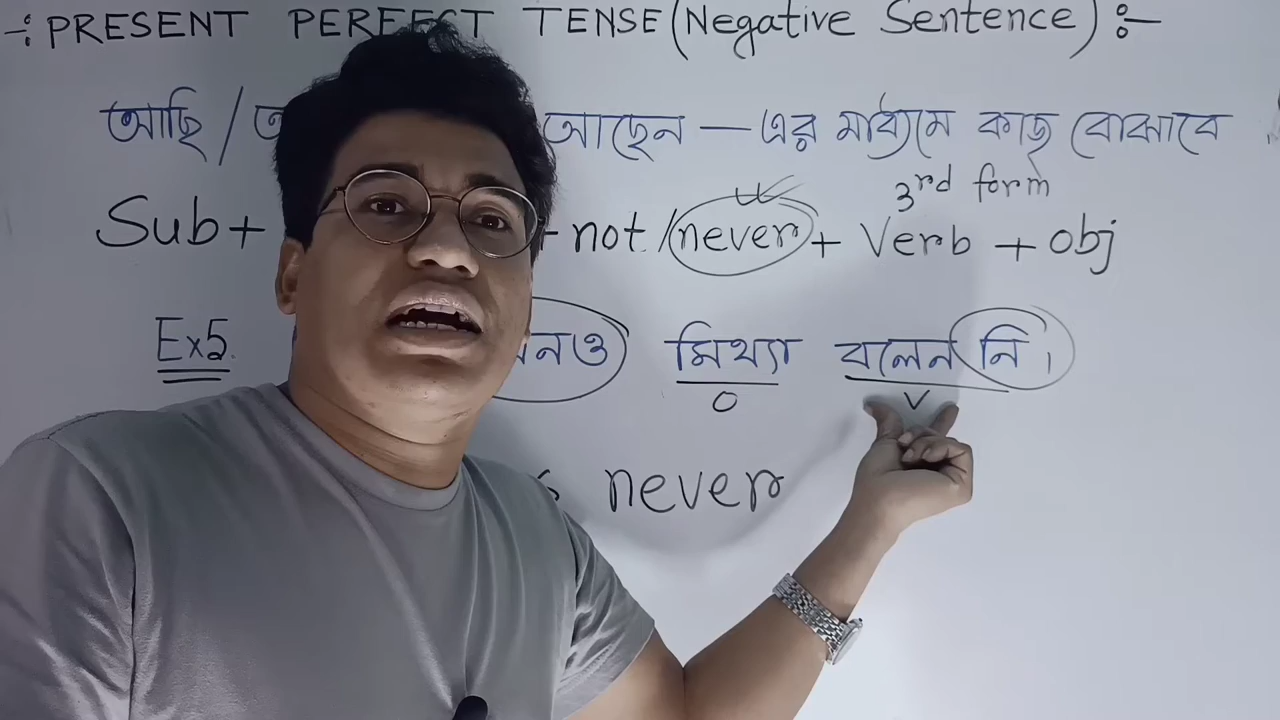 -: PRESENT PERFECT TENSE (Negative Sentence) :-
আছি / আছেন — এর মাধ্যমে কাজ বোঝাবে
3rd form
Sub + not / never + Verb + obj
Ex5. মিথ্যা বলেন নি।
O V
never